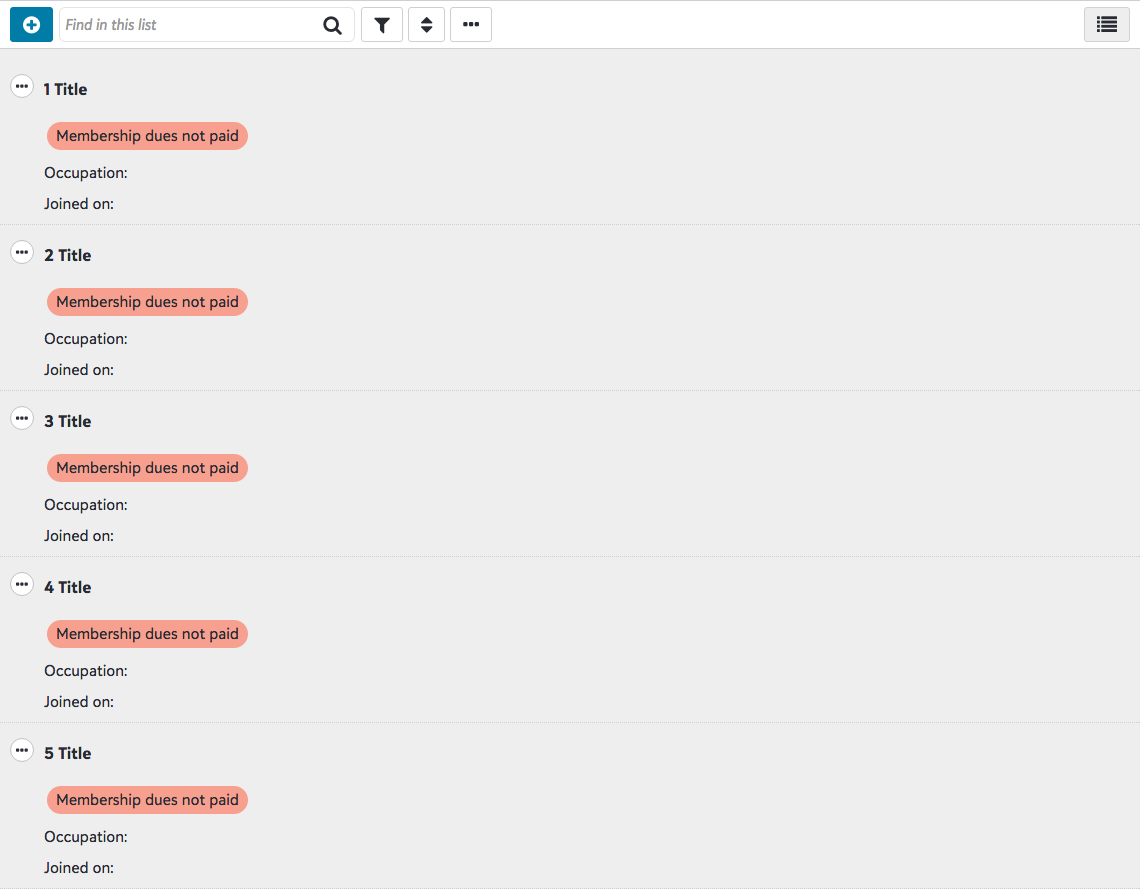 Find in this list
1 Title
Membership dues not paid
Occupation:
Joined on:
2 Title
Membership dues not paid
Occupation:
Joined on:
3 Title
Membership dues not paid
Occupation:
Joined on:
4 Title
Membership dues not paid
Occupation:
Joined on:
5 Title
Membership dues not paid
Occupation:
Joined on: